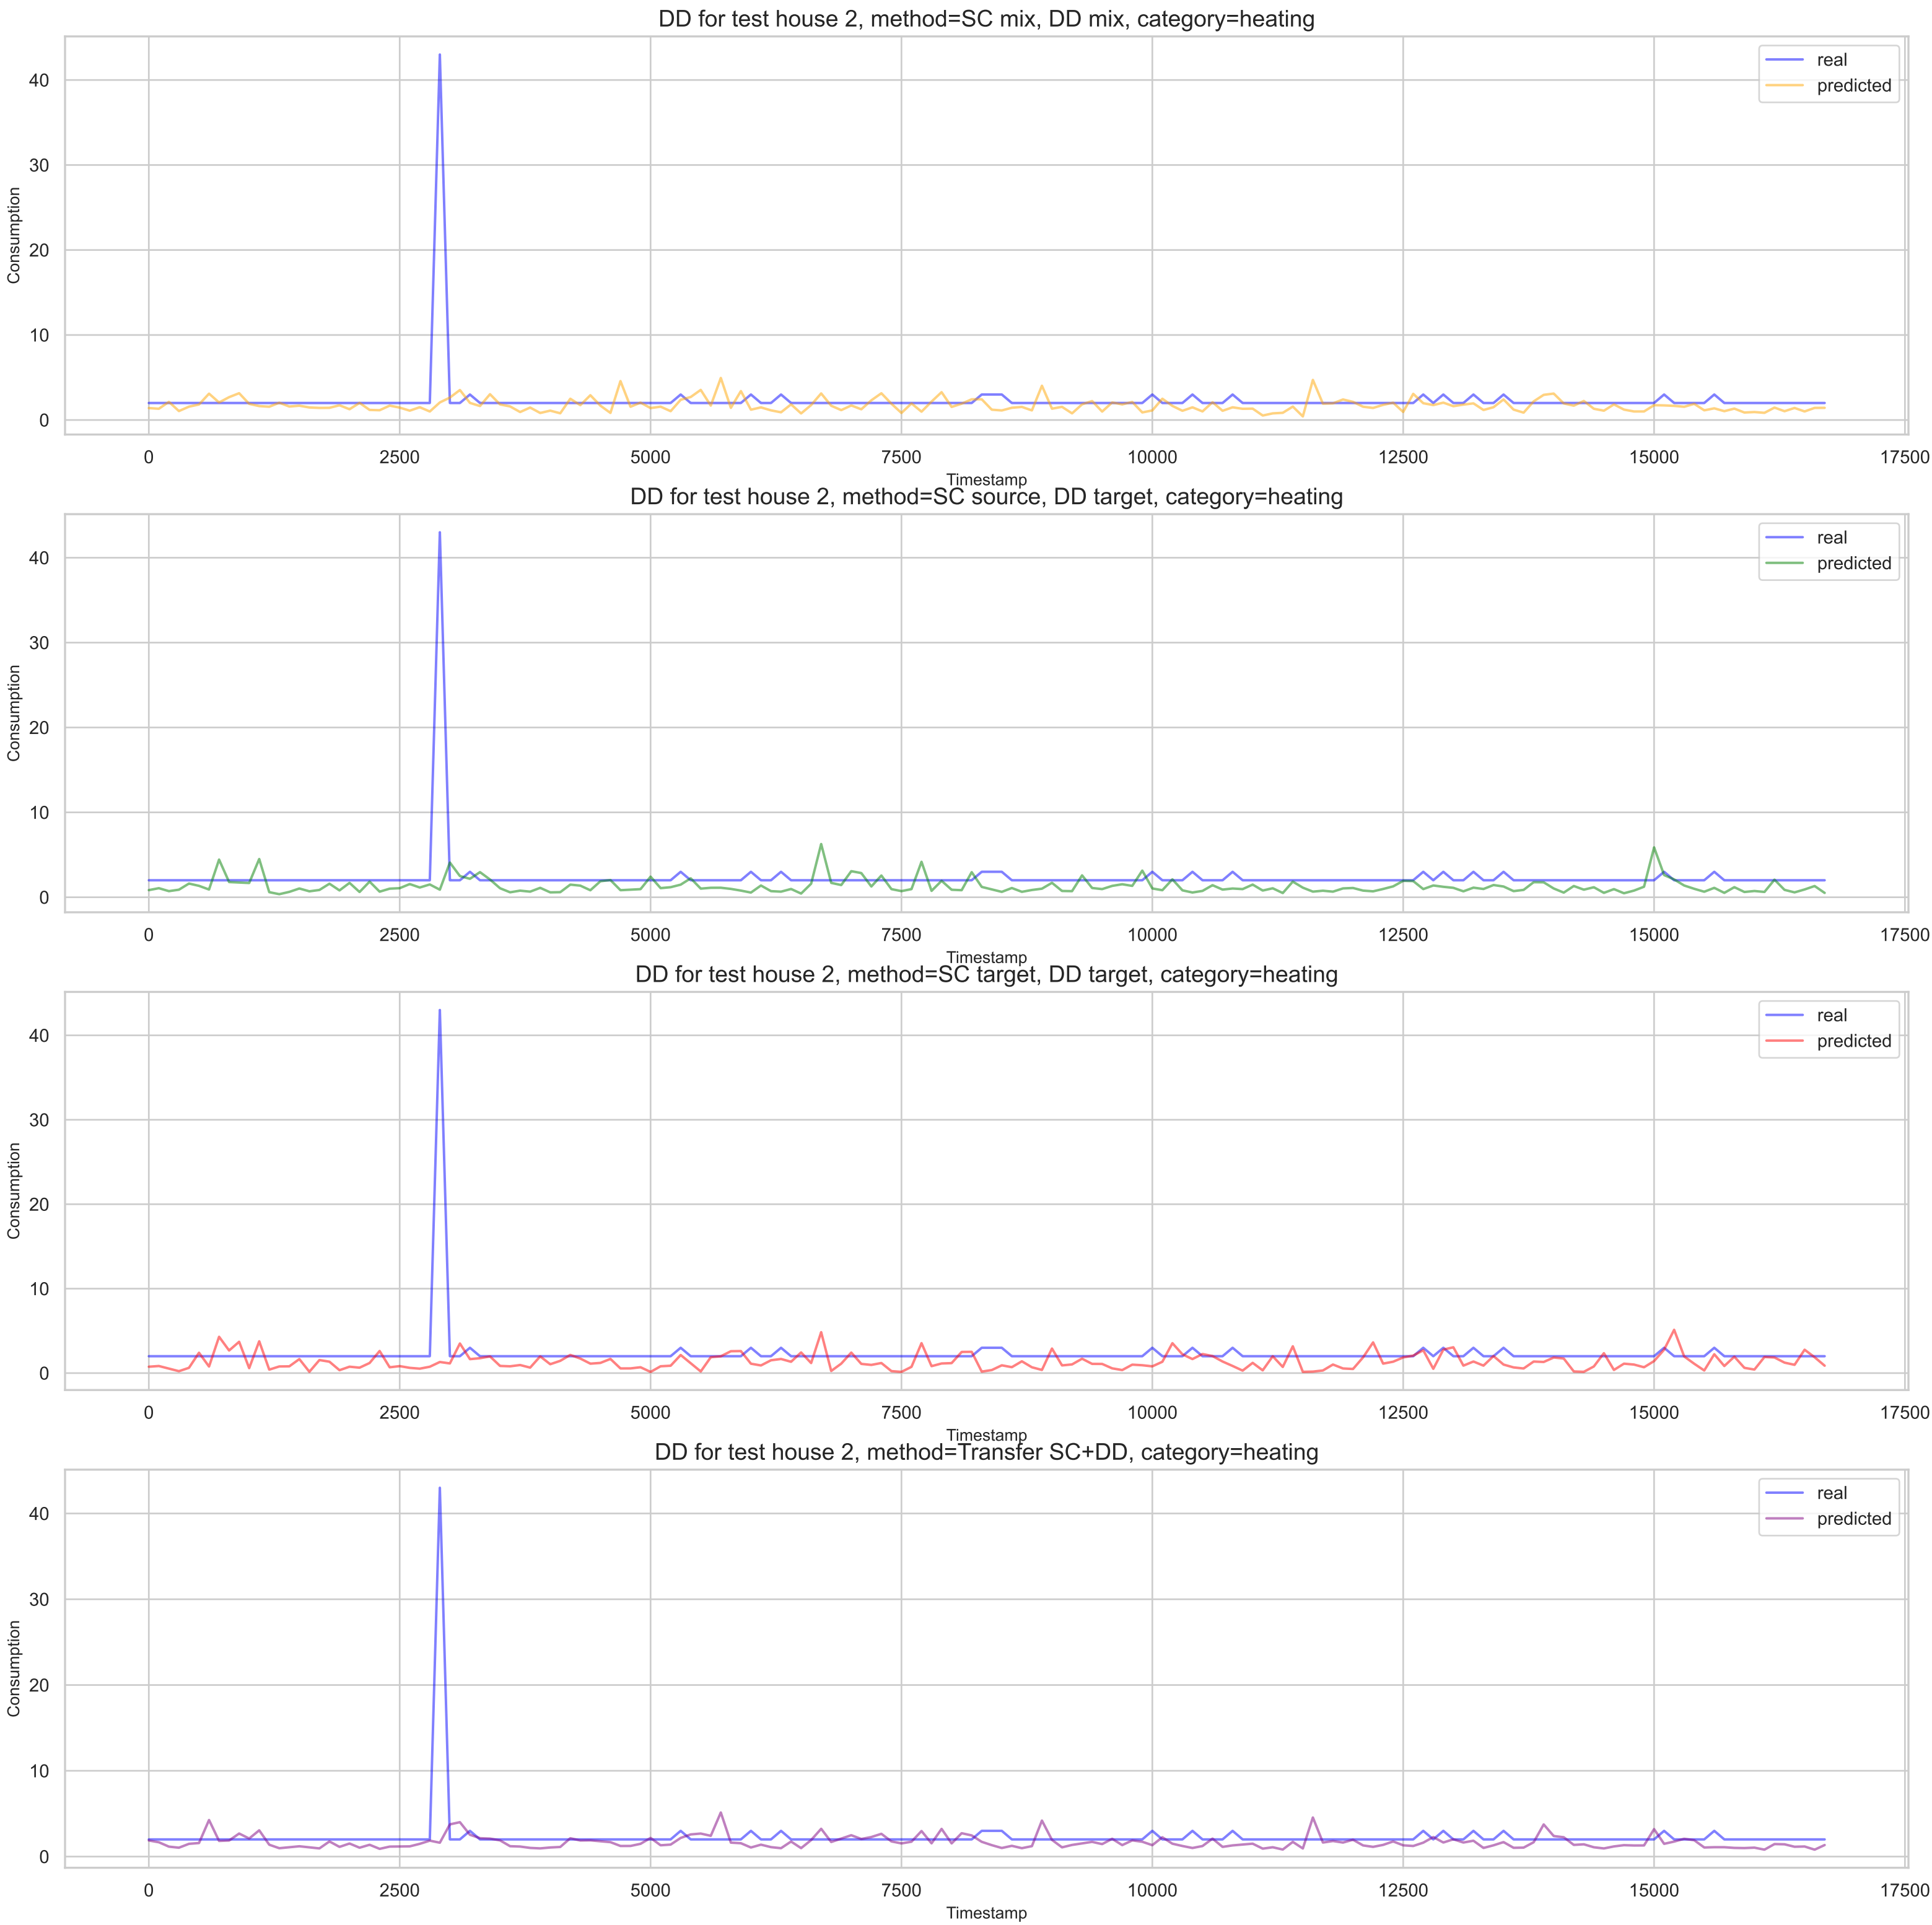 DD for test house 2, method=SC mix, DD mix, category=heating
real
predicted
40
30
20
10
0
Consumption
0 2500 5000 7500 10000 12500 15000 17500
Timestamp
DD for test house 2, method=SC source, DD target, category=heating
real
predicted
40
30
20
10
0
Consumption
0 2500 5000 7500 10000 12500 15000 17500
Timestamp
DD for test house 2, method=SC target, DD target, category=heating
real
predicted
40
30
20
10
0
Consumption
0 2500 5000 7500 10000 12500 15000 17500
Timestamp
DD for test house 2, method=Transfer SC+DD, category=heating
real
predicted
40
30
20
10
0
Consumption
0 2500 5000 7500 10000 12500 15000 17500
Timestamp